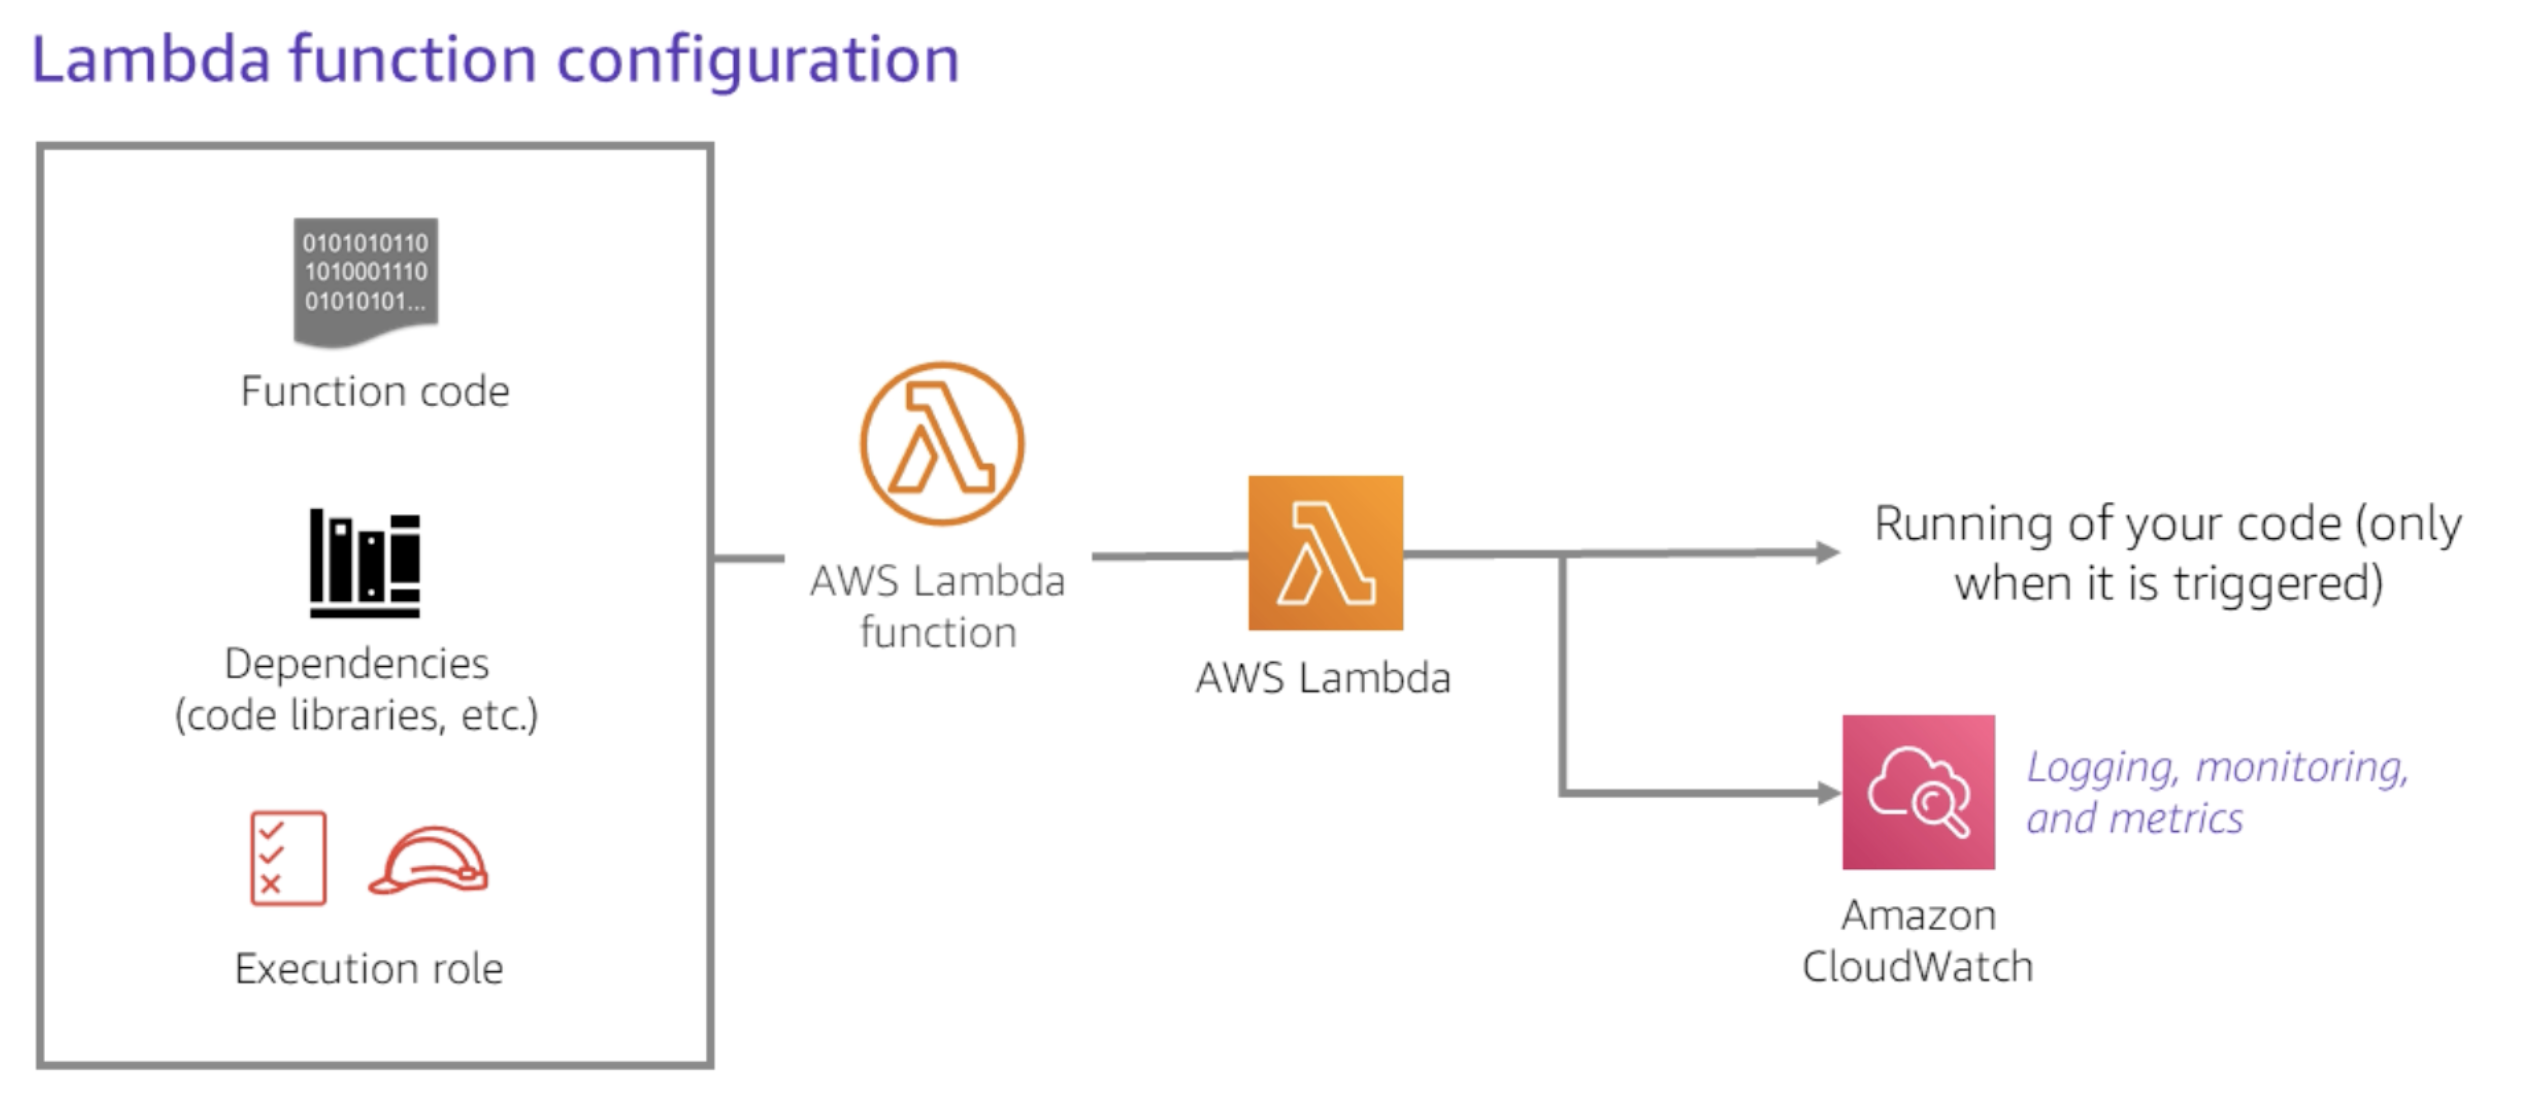 Lambda function configuration
0101010110
1010001110
01010101...
Function code
Dependencies
(code libraries, etc.)
Execution role
AWS Lambda
function
AWS Lambda
Running of your code (only
when it is triggered)
Logging, monitoring,
and metrics
Amazon
CloudWatch